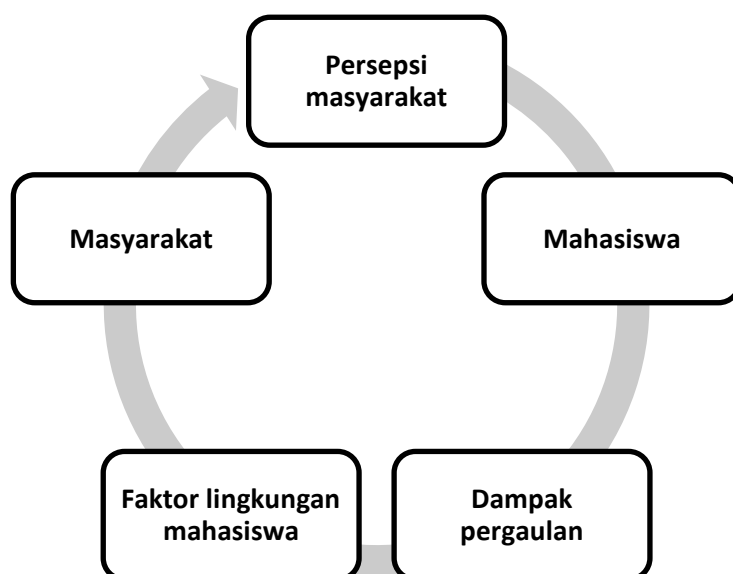 Persepsi
masyarakat
Masyarakat
Mahasiswa
Faktor lingkungan
mahasiswa
Dampak
pergaulan